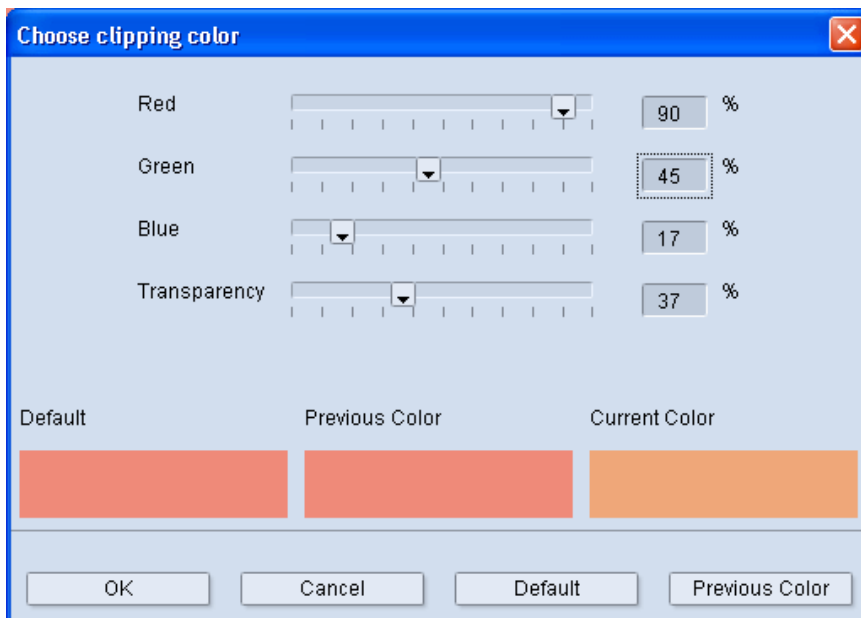 Choose clipping color
Red 90 %
Green 45 %
Blue 17 %
Transparency 37 %
Default Previous Color Current Color
OK Cancel Default Previous Color